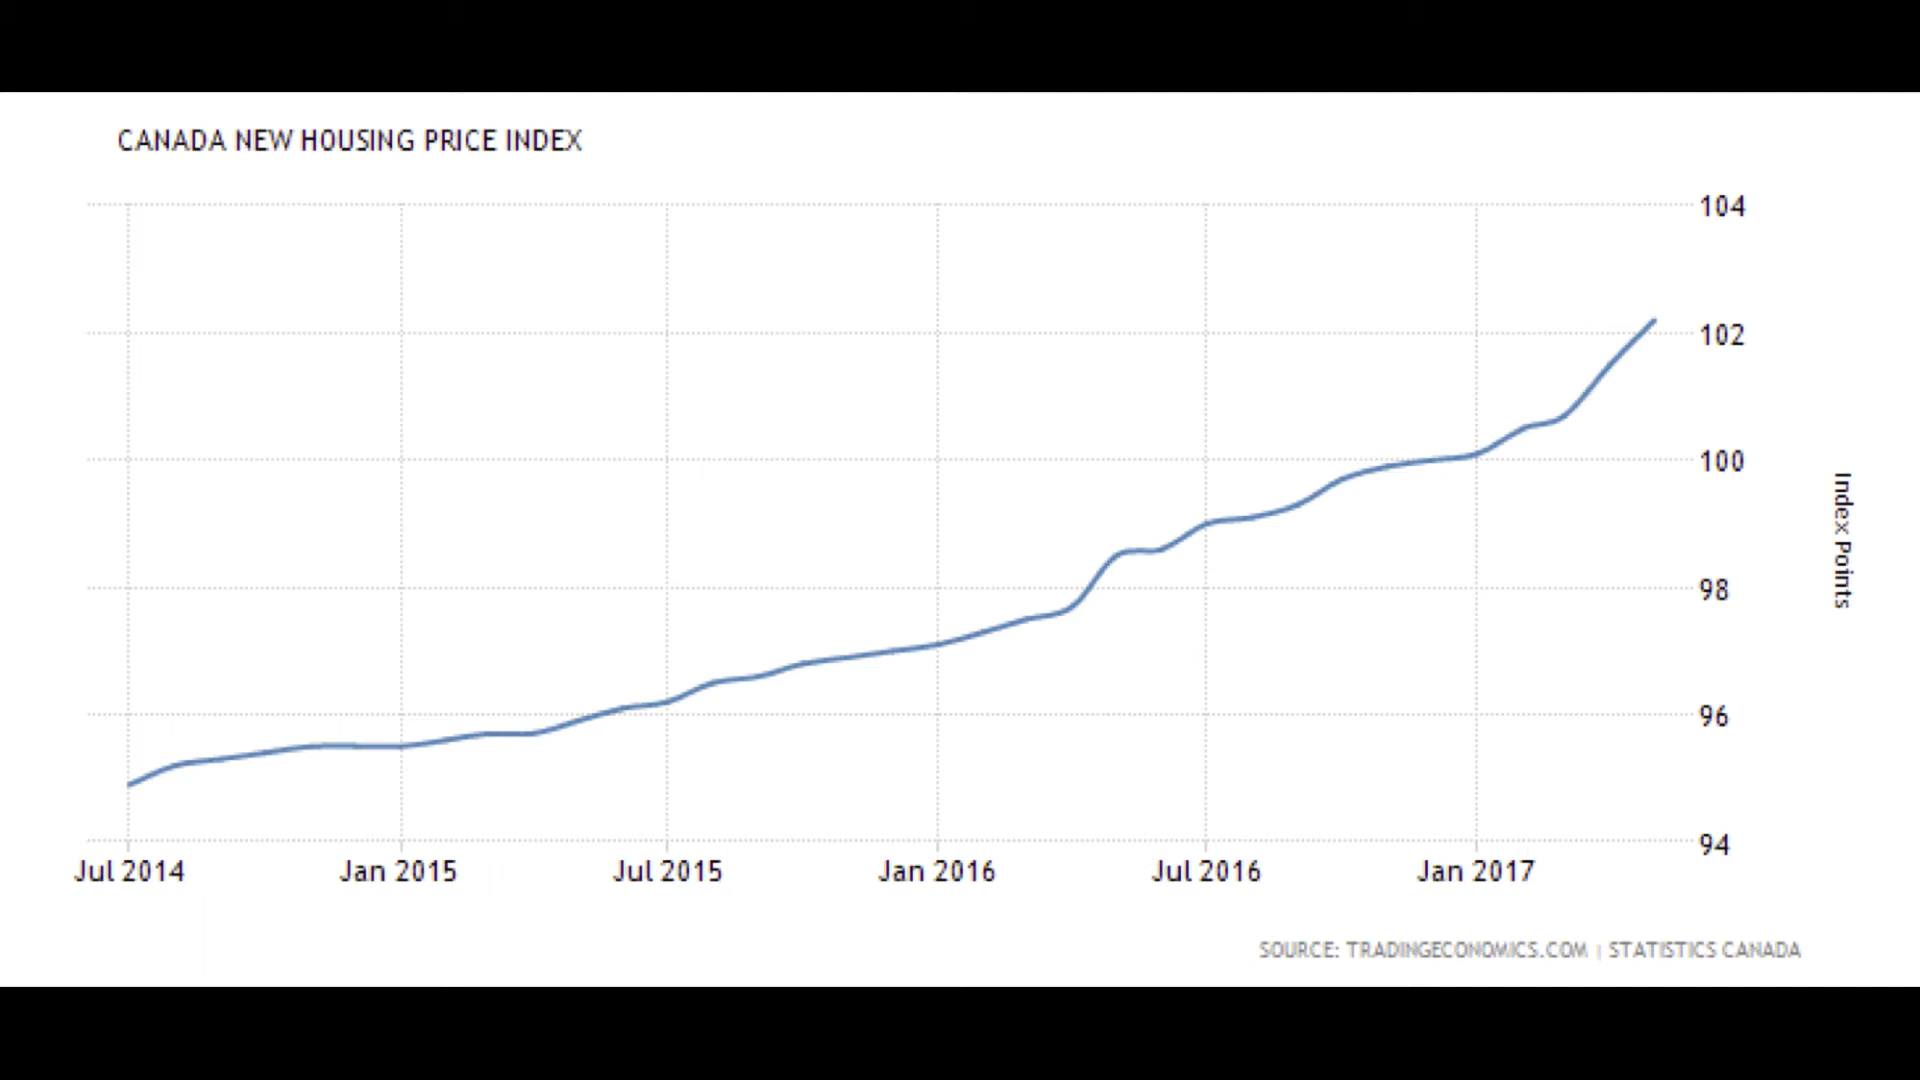 CANADA NEW HOUSING PRICE INDEX
104
102
100
98
96
94
Index Points
Jul 2014 Jan 2015 Jul 2015 Jan 2016 Jul 2016 Jan 2017
SOURCE: TRADINGECONOMICS.COM | STATISTICS CANADA